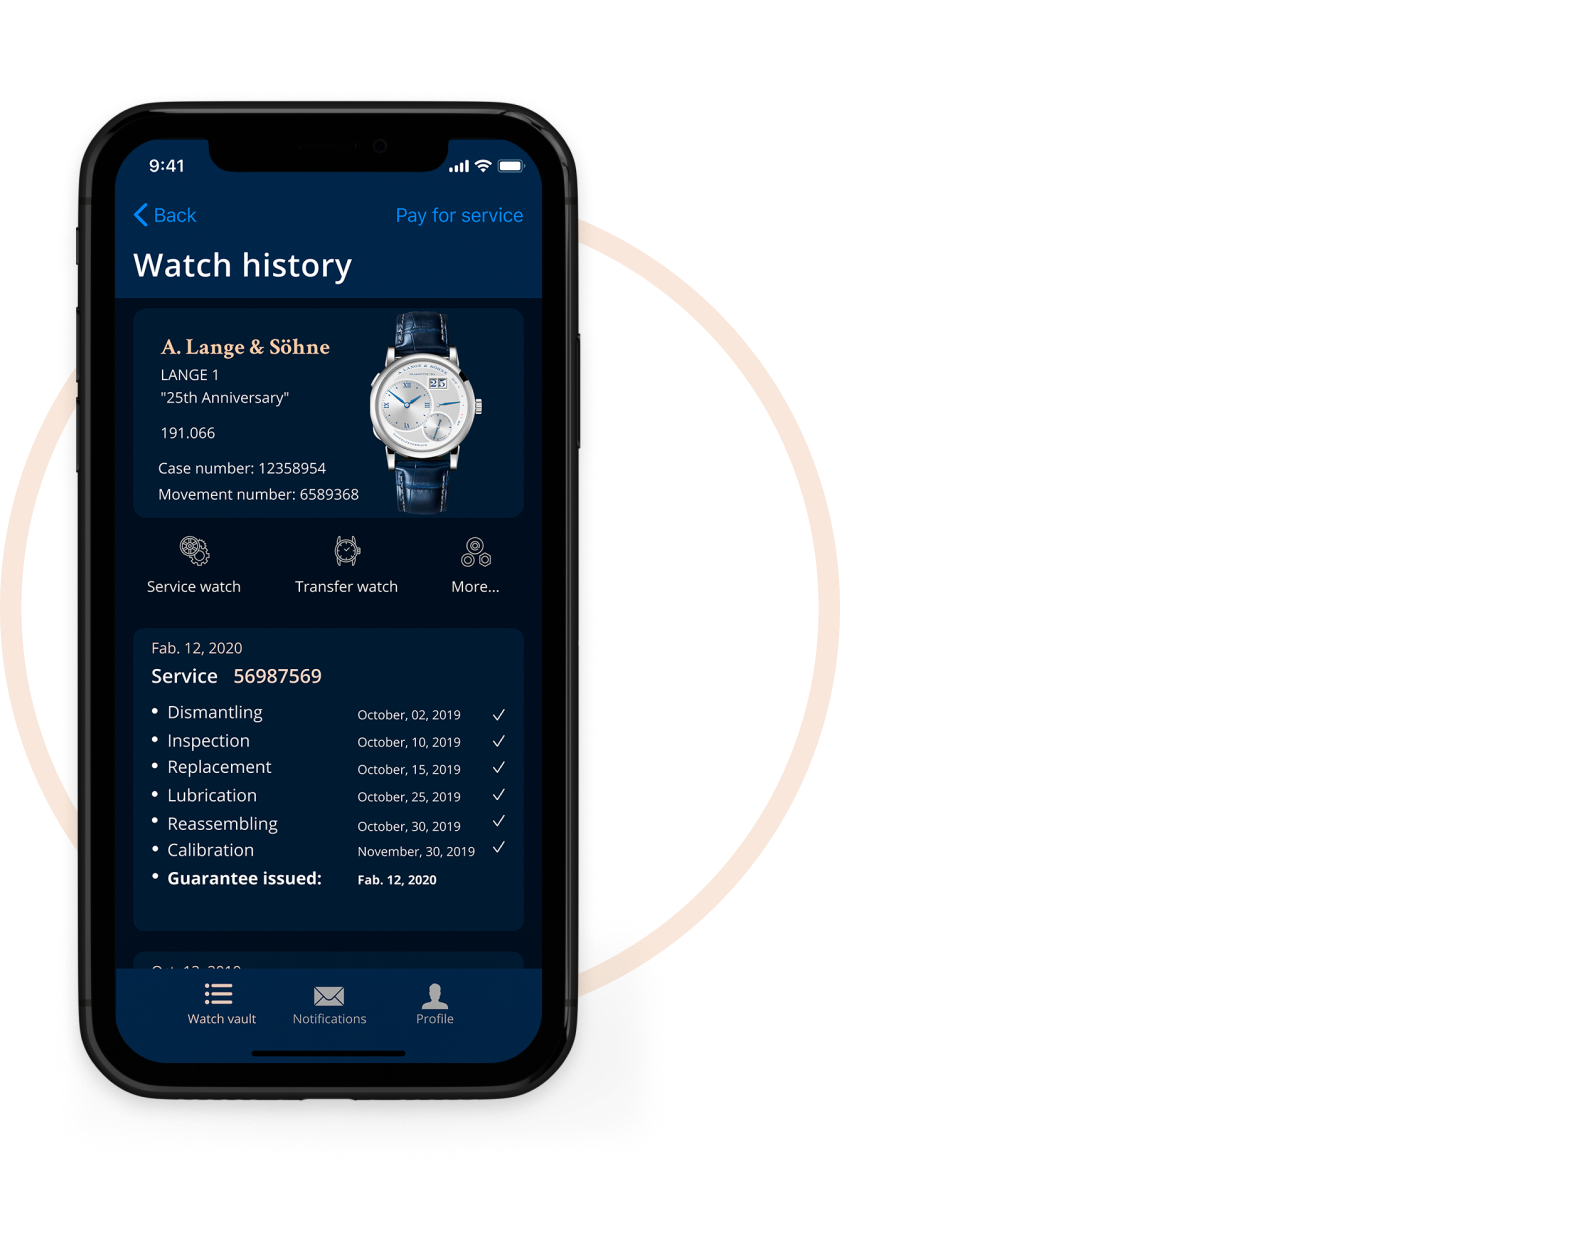 9:41
Back
Pay for service
Watch history
A. Lange & Söhne
LANGE 1
"25th Anniversary"
191.066
Case number: 12358954
Movement number: 6589368
A. LANGE & SÖHNE
25
Service watch
Transfer watch
More...
Fab. 12, 2020
Service 56987569
• Dismantling October, 02, 2019
• Inspection October, 10, 2019
• Replacement October, 15, 2019
• Lubrication October, 25, 2019
• Reassembling October, 30, 2019
• Calibration November, 30, 2019
• Guarantee issued: Fab. 12, 2020
Watch vault
Notifications
Profile